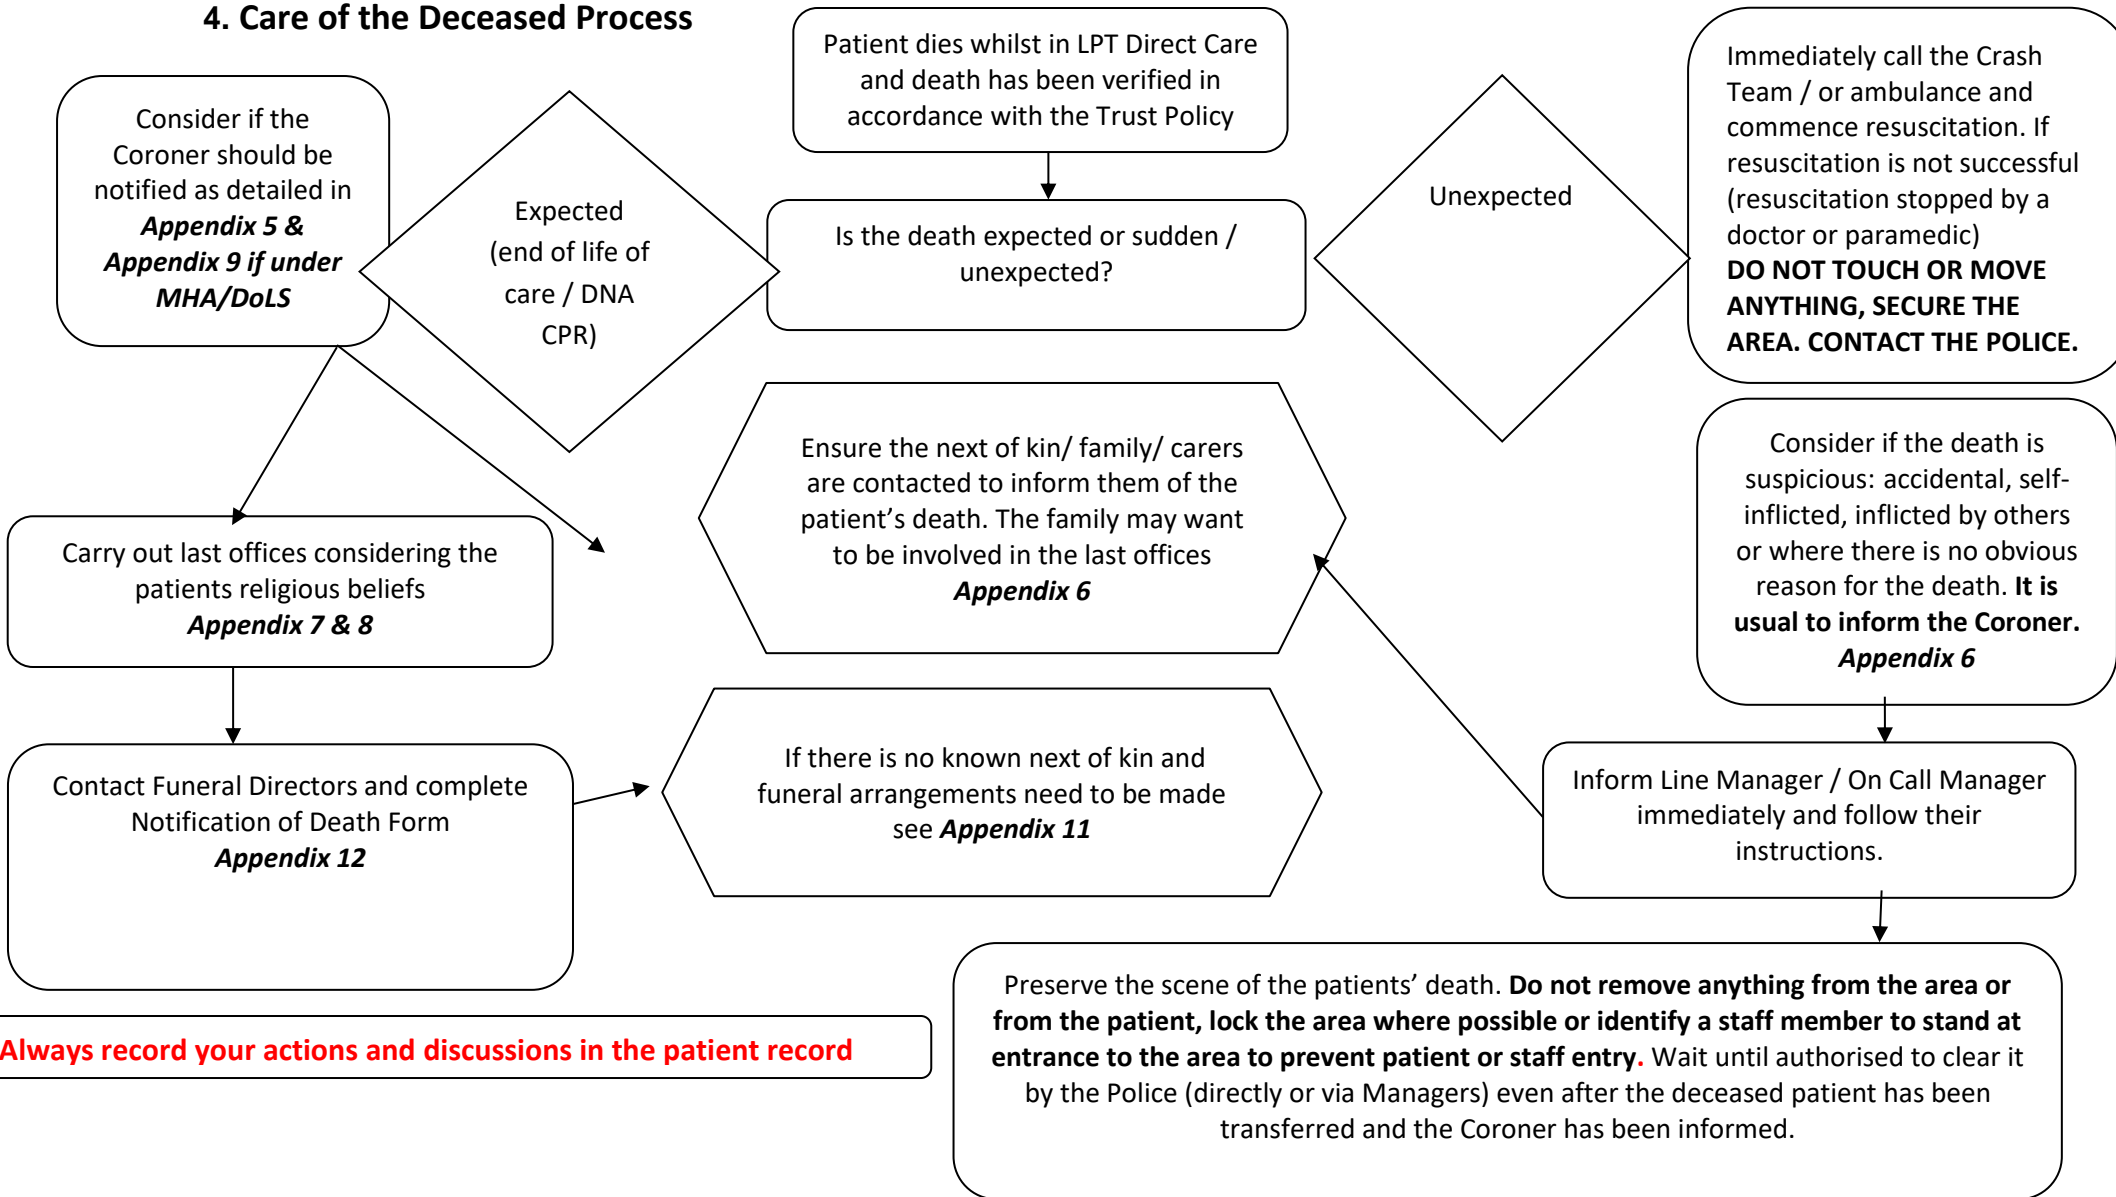 4. Care of the Deceased Process
Patient dies whilst in LPT Direct Care
and death has been verified in
accordance with the Trust Policy
Is the death expected or sudden /
unexpected?
Expected
(end of life of
care / DNA
CPR)
Consider if the
Coroner should be
notified as detailed in
Appendix 5 &
Appendix 9 if under
MHA/DoLS
Carry out last offices considering the
patients religious beliefs
Appendix 7 & 8
Contact Funeral Directors and complete
Notification of Death Form
Appendix 12
Ensure the next of kin/ family/ carers
are contacted to inform them of the
patient’s death. The family may want
to be involved in the last offices
Appendix 6
If there is no known next of kin and
funeral arrangements need to be made
see Appendix 11
Unexpected
Immediately call the Crash
Team / or ambulance and
commence resuscitation. If
resuscitation is not successful
(resuscitation stopped by a
doctor or paramedic)
DO NOT TOUCH OR MOVE
ANYTHING, SECURE THE
AREA. CONTACT THE POLICE.
Consider if the death is
suspicious: accidental, self-
inflicted, inflicted by others
or where there is no obvious
reason for the death. It is
usual to inform the Coroner.
Appendix 6
Inform Line Manager / On Call Manager
immediately and follow their
instructions.
Preserve the scene of the patients’ death. Do not remove anything from the area or
from the patient, lock the area where possible or identify a staff member to stand at
entrance to the area to prevent patient or staff entry. Wait until authorised to clear it
by the Police (directly or via Managers) even after the deceased patient has been
transferred and the Coroner has been informed.
Always record your actions and discussions in the patient record